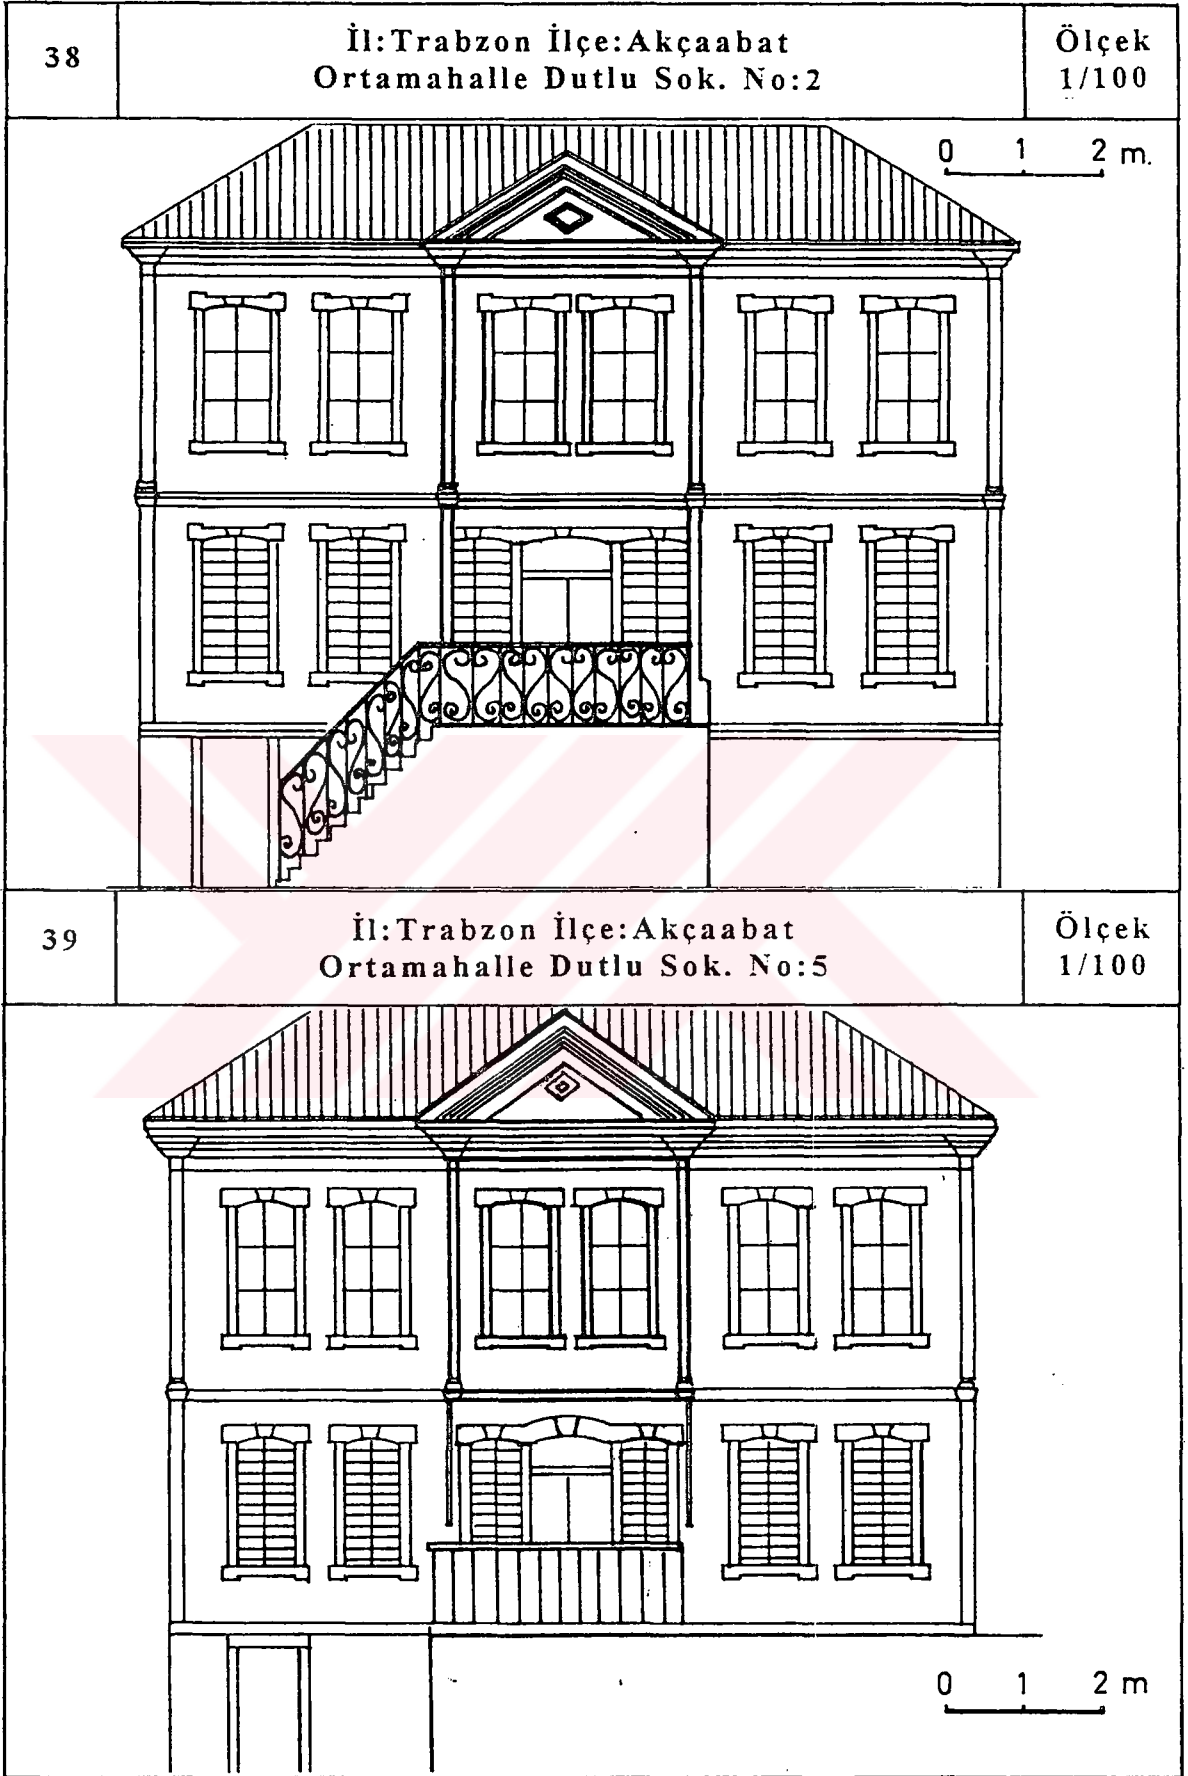 38
İl:Trabzon İlçe:Akçaabat
Ortamahalle Dutlu Sok. No:2
Ölçek
1/100
0 1 2 m.
39
İl:Trabzon İlçe:Akçaabat
Ortamahalle Dutlu Sok. No:5
Ölçek
1/100
0 1 2 m